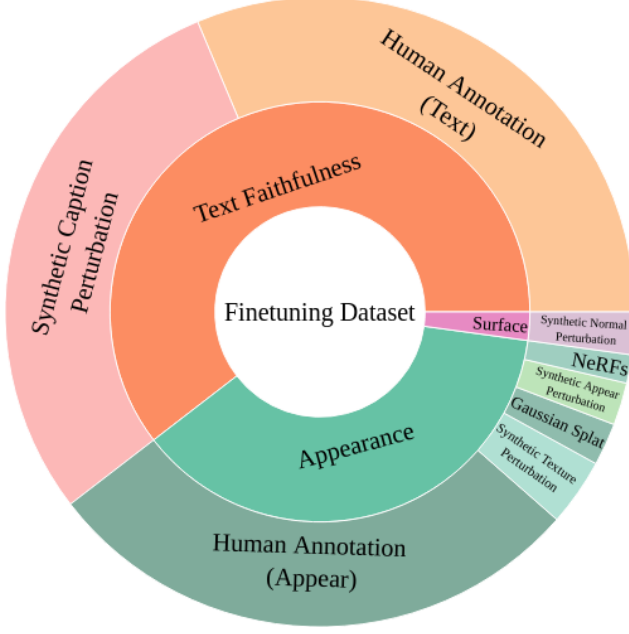 Human Annotation
(Text)
Text Faithfulness
Synthetic Caption
Perturbation
Finetuning Dataset
Surface
Synthetic Normal
Perturbation
NeRFs
Synthetic Appear
Perturbation
Gaussian Splat
Synthetic Texture
Perturbation
Appearance
Human Annotation
(Appear)